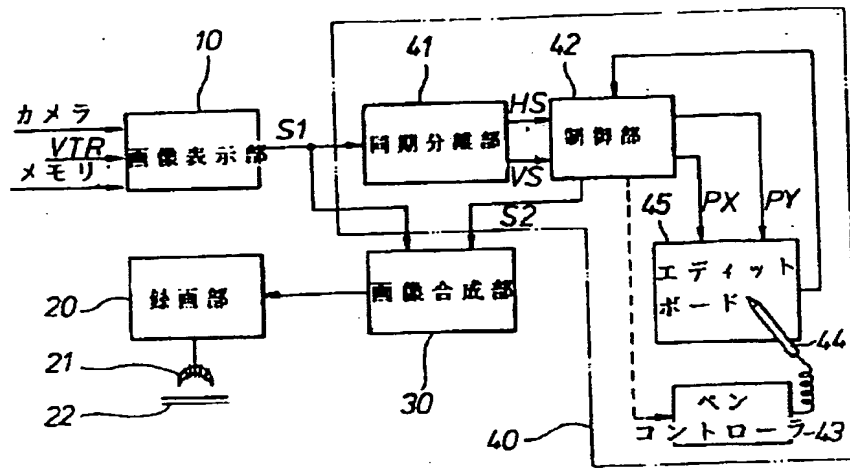 10
41
42
カメラ
VTR
メモリ
画像表示部
S1
同期分離部
HS
VS
制御部
S2
PX
PY
45
エディット
ボード
44
20
録画部
画像合成部
30
21
22
40
ペン
コントローラ
43